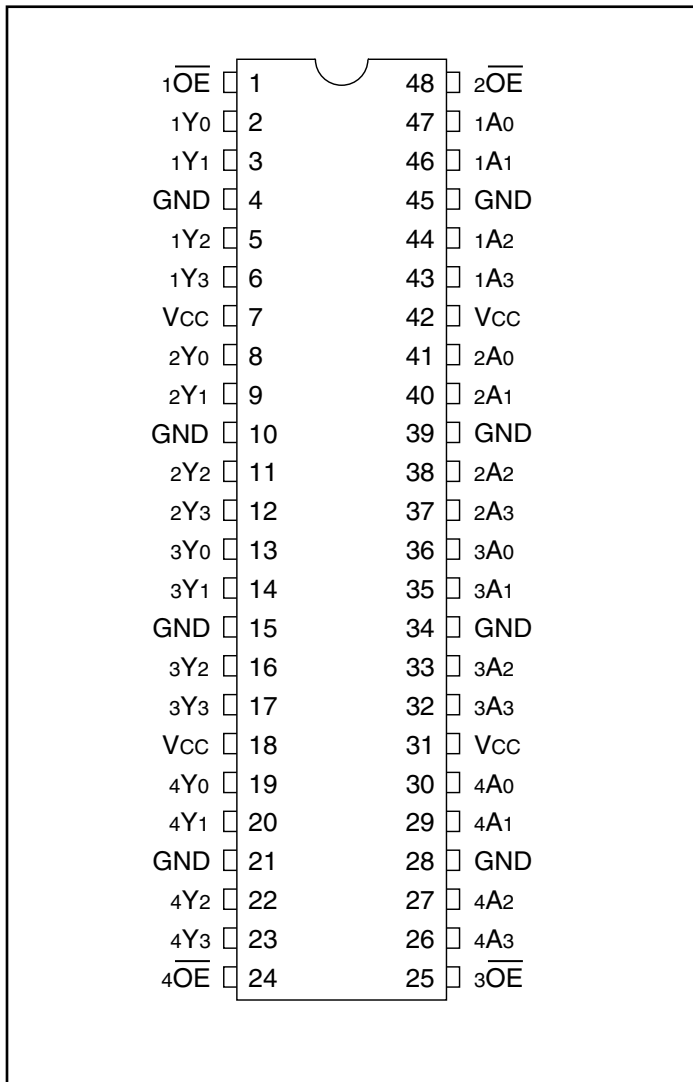 1OE 1 48 2OE
1Y0 2 47 1A0
1Y1 3 46 1A1
GND 4 45 GND
1Y2 5 44 1A2
1Y3 6 43 1A3
VCC 7 42 VCC
2Y0 8 41 2A0
2Y1 9 40 2A1
GND 10 39 GND
2Y2 11 38 2A2
2Y3 12 37 2A3
3Y0 13 36 3A0
3Y1 14 35 3A1
GND 15 34 GND
3Y2 16 33 3A2
3Y3 17 32 3A3
VCC 18 31 VCC
4Y0 19 30 4A0
4Y1 20 29 4A1
GND 21 28 GND
4Y2 22 27 4A2
4Y3 23 26 4A3
4OE 24 25 3OE